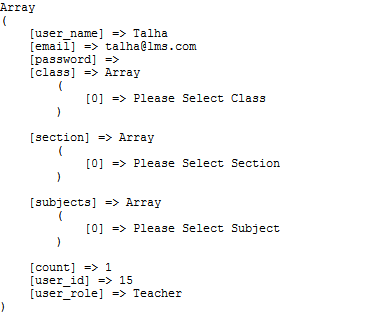 Array
(
    [user_name] => Talha
    [email] => talha@lms.com
    [password] =>
    [class] => Array
        (
            [0] => Please Select Class
        )

    [section] => Array
        (
            [0] => Please Select Section
        )

    [subjects] => Array
        (
            [0] => Please Select Subject
        )

    [count] => 1
    [user_id] => 15
    [user_role] => Teacher
)